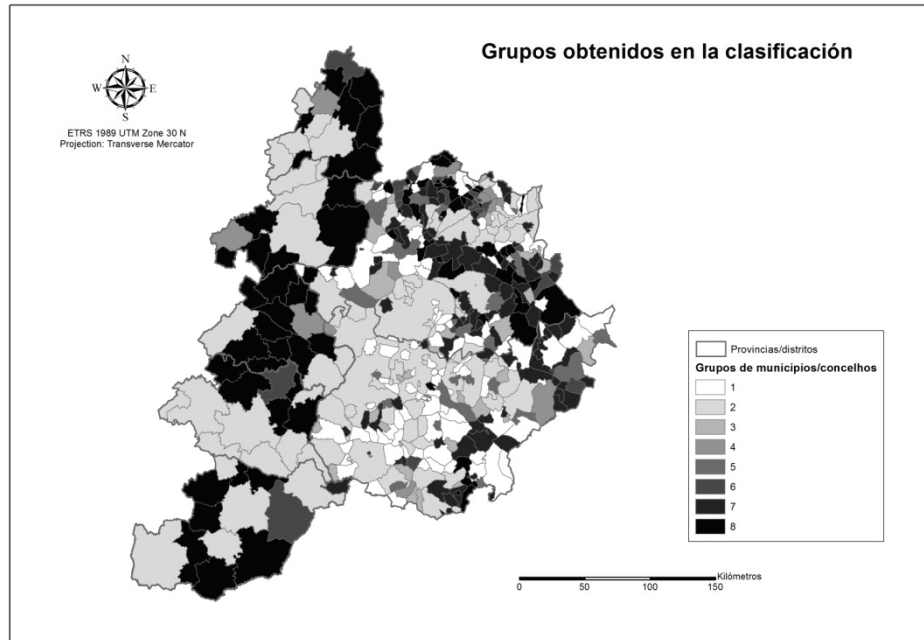 Grupos obtenidos en la clasificación
N
W E
S
ETRS 1989 UTM Zone 30 N
Projection: Transverse Mercator
Provincias/distritos
Grupos de municipios/concelhos
1
2
3
4
5
6
7
8
Kilómetros
0 50 100 150